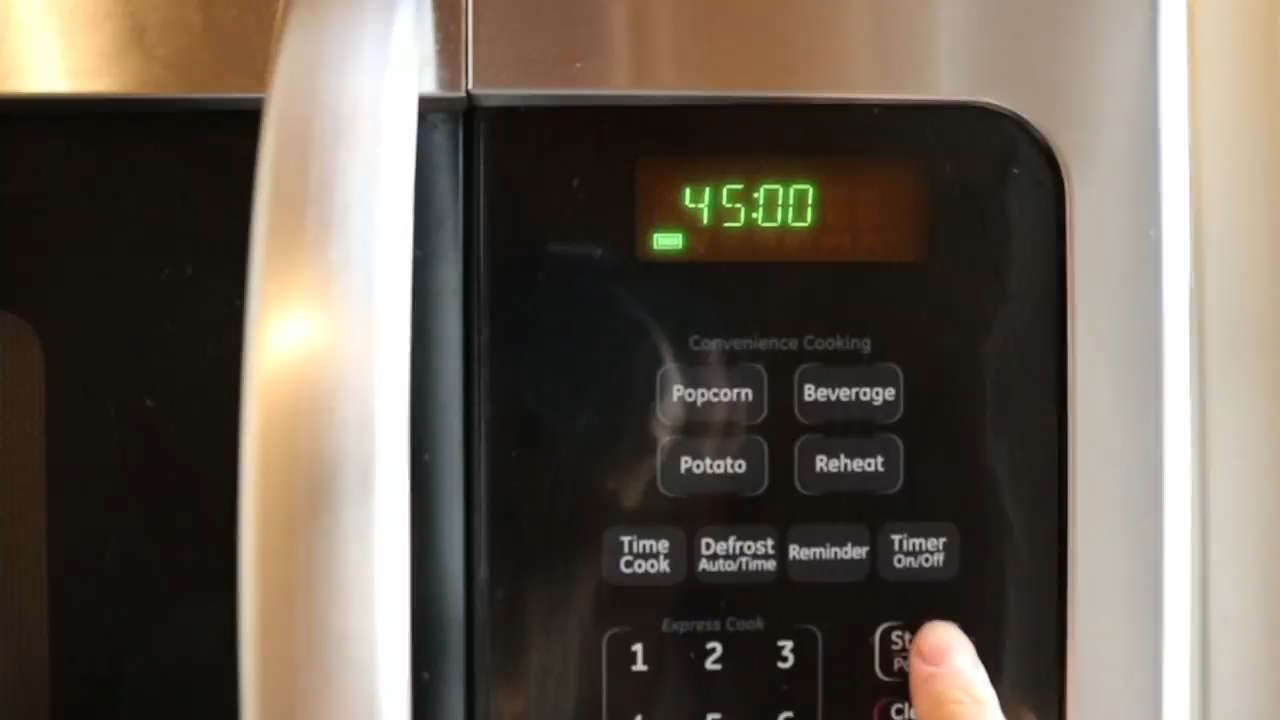 45:00
Convenience Cooking
Popcorn Beverage
Potato Reheat
Time Cook Defrost Auto/Time Reminder Timer On/Off
Express Cook
1 2 3